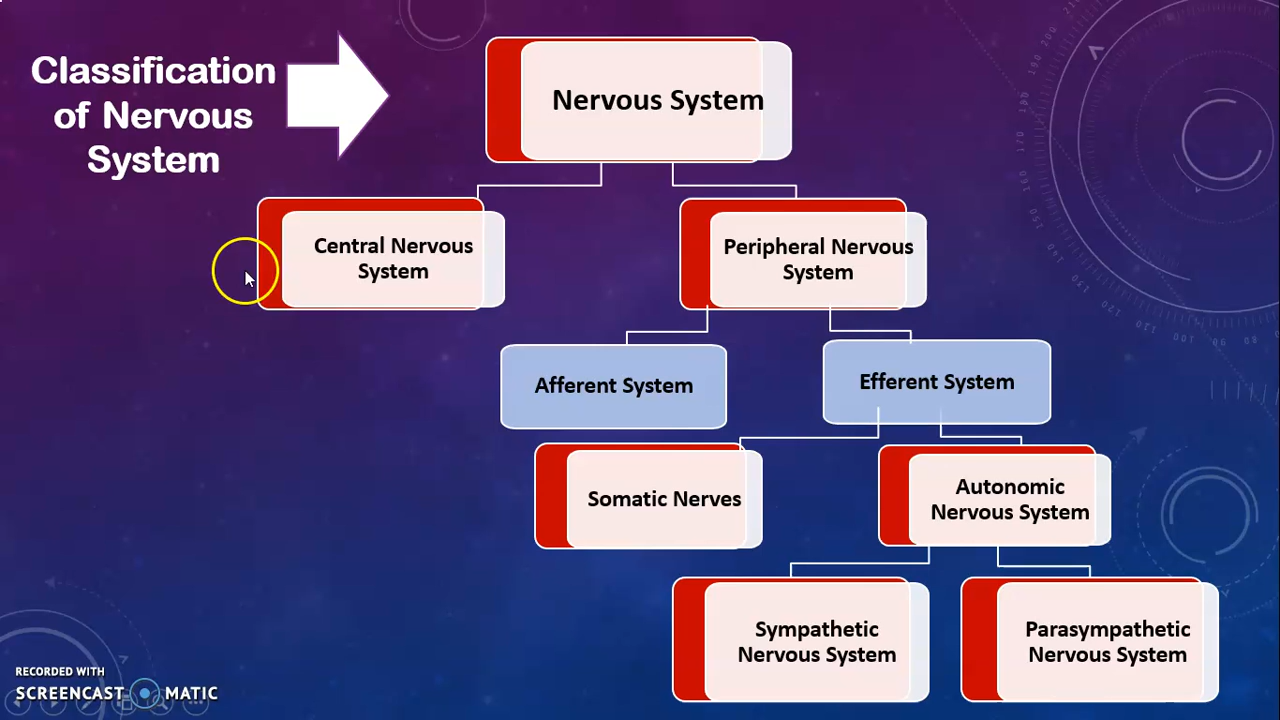 Classification
of Nervous
System
Nervous System
Central Nervous
System
Peripheral Nervous
System
Afferent System
Efferent System
Somatic Nerves
Autonomic
Nervous System
Sympathetic
Nervous System
Parasympathetic
Nervous System
RECORDED WITH
SCREENCAST MATIC